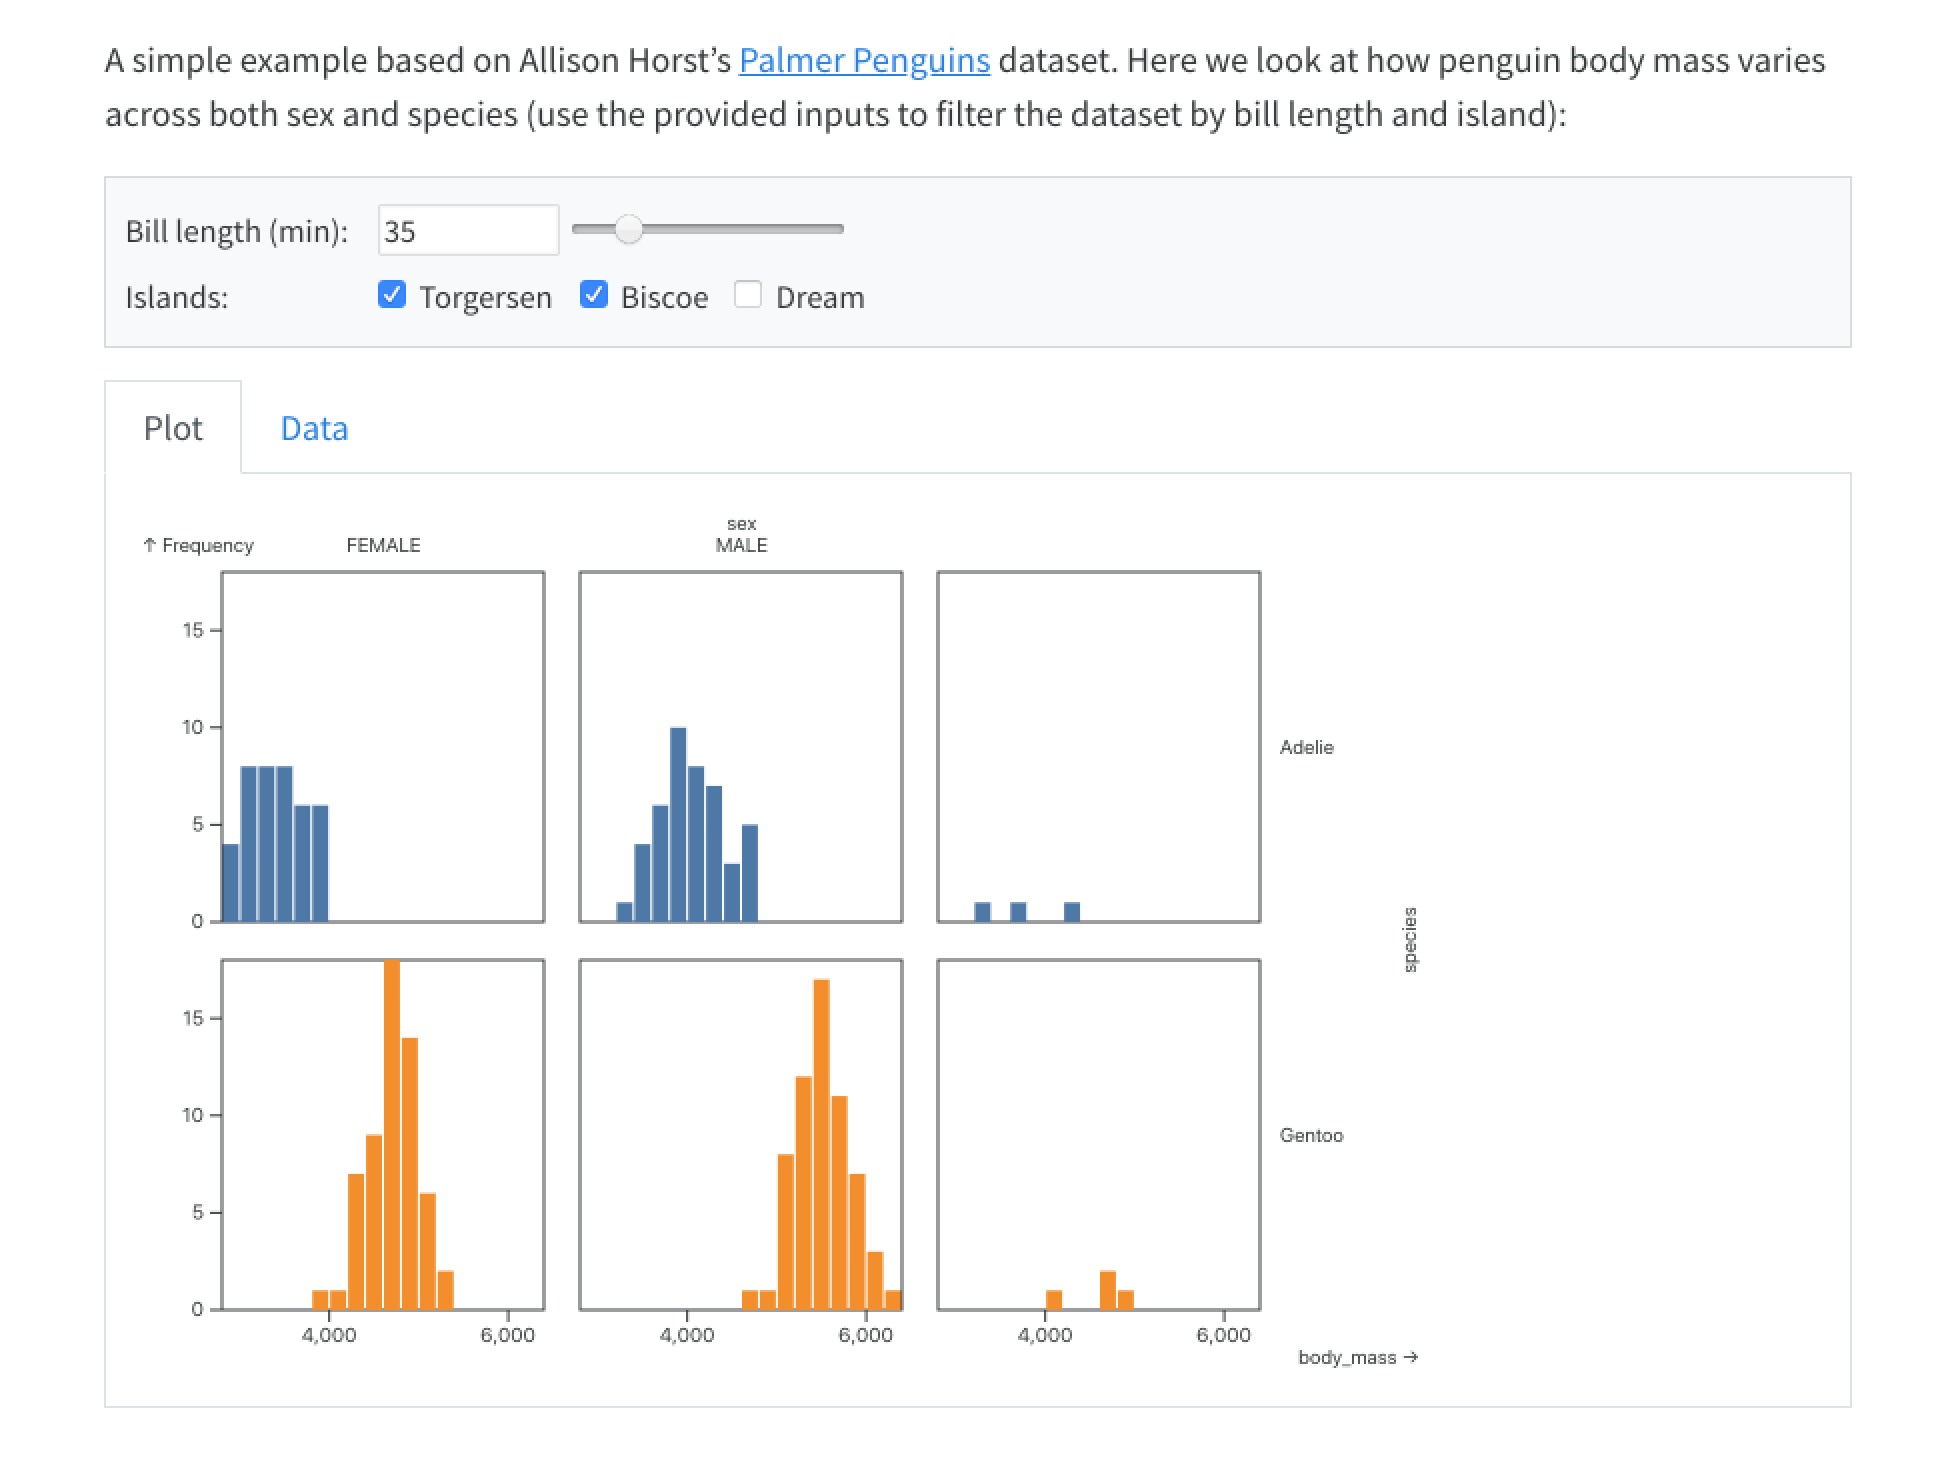 A simple example based on Allison Horst’s Palmer Penguins dataset. Here we look at how penguin body mass varies
across both sex and species (use the provided inputs to filter the dataset by bill length and island):
Bill length (min): 35
Islands: Torgersen Biscoe Dream
Plot Data
sex
↑ Frequency FEMALE MALE
15
10
5
0
Adelie
species
15
10
5
0
Gentoo
4,000 6,000 4,000 6,000 4,000 6,000
body_mass →